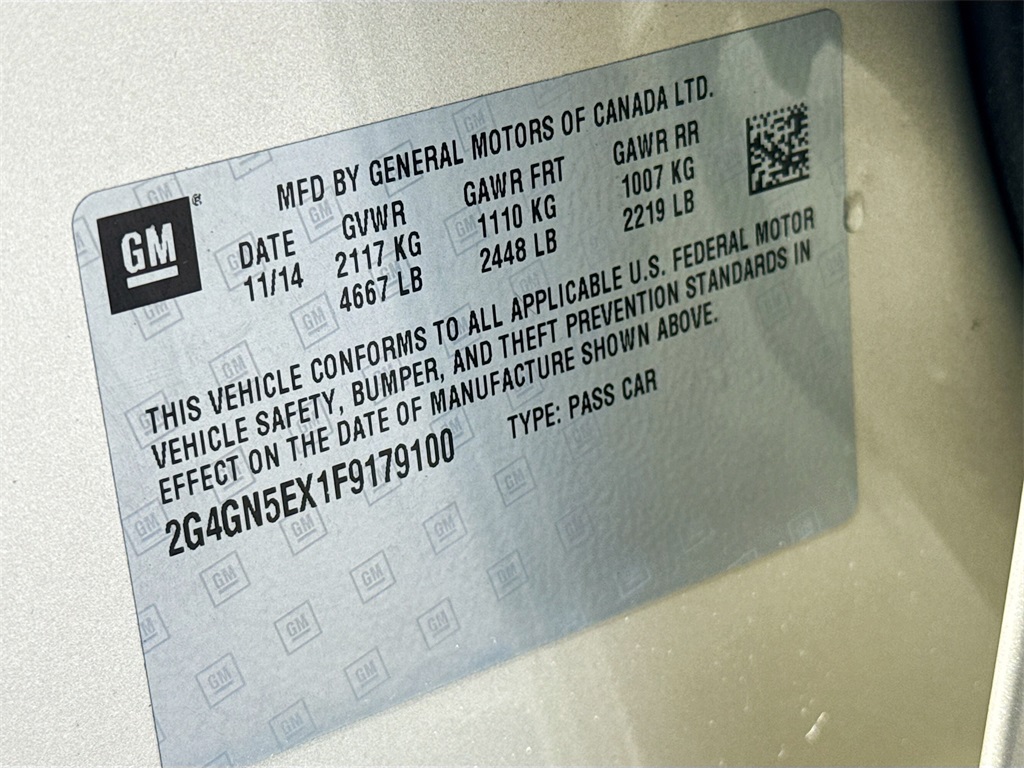 MFD BY GENERAL MOTORS OF CANADA LTD.
GM®
DATE GVWR GAWR FRT GAWR RR
11/14 2117 KG 1110 KG 1007 KG
4667 LB 2448 LB 2219 LB
THIS VEHICLE CONFORMS TO ALL APPLICABLE U.S. FEDERAL MOTOR
VEHICLE SAFETY, BUMPER, AND THEFT PREVENTION STANDARDS IN
EFFECT ON THE DATE OF MANUFACTURE SHOWN ABOVE.
2G4GN5EX1F9179100 TYPE: PASS CAR